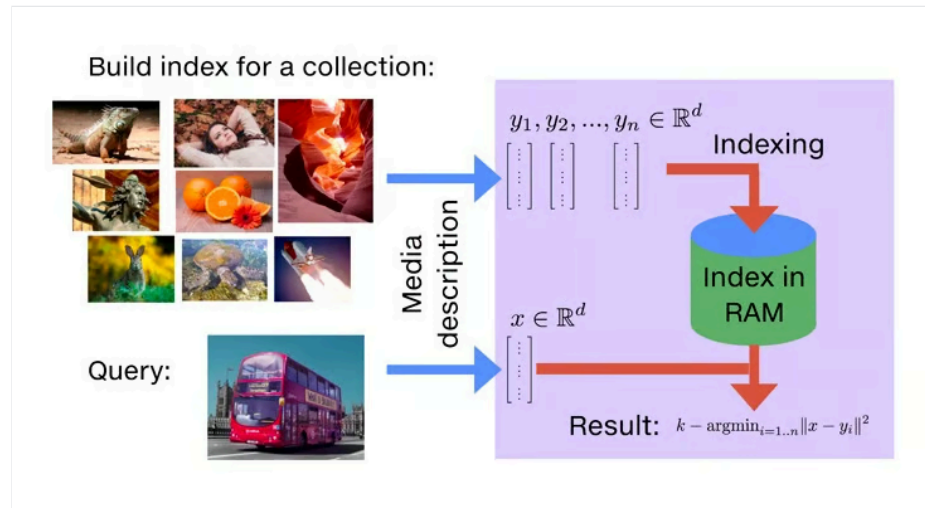 Build index for a collection:
y₁, y₂, ..., yₙ ∈ ℝᵈ
Indexing
Media
description
Index in
RAM
x ∈ ℝᵈ
Query:
Result: k − argminᵢ₌₁..ₙ‖x − yᵢ‖²